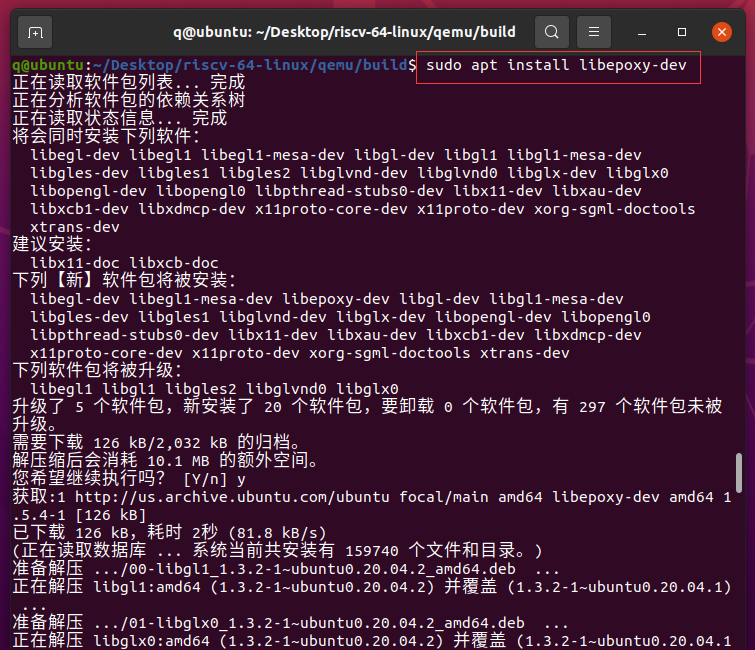 q@ubuntu: ~/Desktop/riscv-64-linux/qemu/build
q@ubuntu:~/Desktop/riscv-64-linux/qemu/build$ sudo apt install libepoxy-dev
正在读取软件包列表... 完成
正在分析软件包的依赖关系树
正在读取状态信息... 完成
将会同时安装下列软件：
  libegl-dev libegl1 libegl1-mesa-dev libgl-dev libgl1 libgl1-mesa-dev
  libgles-dev libgles1 libgles2 libglvnd-dev libglvnd0 libglx-dev libglx0
  libopengl-dev libopengl0 libpthread-stubs0-dev libx11-dev libxau-dev
  libxcb1-dev libxdmcp-dev x11proto-core-dev x11proto-dev xorg-sgml-doctools
  xtrans-dev
建议安装：
  libx11-doc libxcb-doc
下列【新】软件包将被安装：
  libegl-dev libegl1-mesa-dev libepoxy-dev libgl-dev libgl1-mesa-dev
  libgles-dev libgles1 libglvnd-dev libglx-dev libopengl-dev libopengl0
  libpthread-stubs0-dev libx11-dev libxau-dev libxcb1-dev libxdmcp-dev
  x11proto-core-dev x11proto-dev xorg-sgml-doctools xtrans-dev
下列软件包将被升级：
  libegl1 libgl1 libgles2 libglvnd0 libglx0
升级了 5 个软件包，新安装了 20 个软件包，要卸载 0 个软件包，有 297 个软件包未被
升级。
需要下载 126 kB/2,032 kB 的归档。
解压缩后会消耗 10.1 MB 的额外空间。
您希望继续执行吗？ [Y/n] y
获取:1 http://us.archive.ubuntu.com/ubuntu focal/main amd64 libepoxy-dev amd64 1
.5.4-1 [126 kB]
已下载 126 kB，耗时 2秒 (81.8 kB/s)
(正在读取数据库 ... 系统当前共安装有 159740 个文件和目录。)
准备解压 .../00-libgl1_1.3.2-1~ubuntu0.20.04.2_amd64.deb  ...
正在解压 libgl1:amd64 (1.3.2-1~ubuntu0.20.04.2) 并覆盖 (1.3.2-1~ubuntu0.20.04.1)
 ...
准备解压 .../01-libglx0_1.3.2-1~ubuntu0.20.04.2_amd64.deb  ...
正在解压 libglx0:amd64 (1.3.2-1~ubuntu0.20.04.2) 并覆盖 (1.3.2-1~ubuntu0.20.04.1